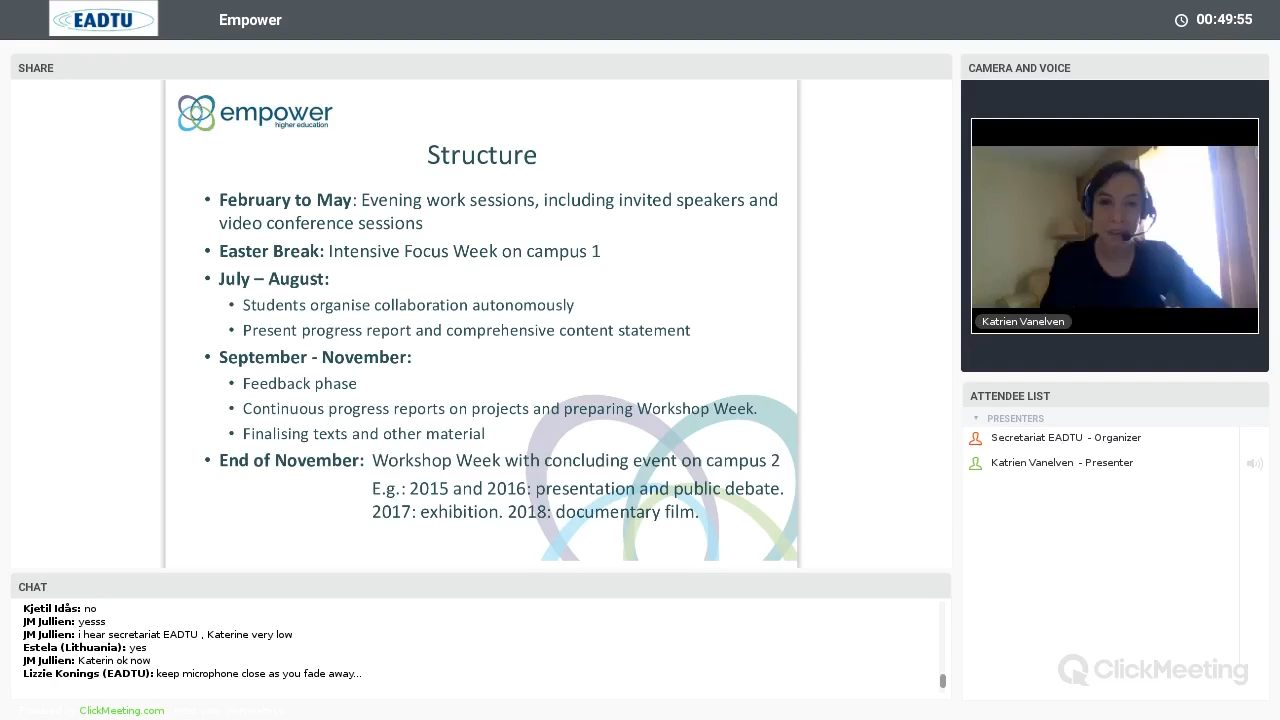 EADTU
Empower
00:49:55
SHARE
CAMERA AND VOICE
empower
higher education
Structure
• February to May: Evening work sessions, including invited speakers and
video conference sessions
• Easter Break: Intensive Focus Week on campus 1
• July – August:
• Students organise collaboration autonomously
• Present progress report and comprehensive content statement
• September - November:
• Feedback phase
• Continuous progress reports on projects and preparing Workshop Week.
• Finalising texts and other material
• End of November: Workshop Week with concluding event on campus 2
E.g.: 2015 and 2016: presentation and public debate.
2017: exhibition. 2018: documentary film.
Katrien Vanelven
ATTENDEE LIST
PRESENTERS
Secretariat EADTU - Organizer
Katrien Vanelven - Presenter
CHAT
Kjetil Idås: no
JM Jullien: yesss
JM Jullien: i hear secretariat EADTU , Katerine very low
Estela (Lithuania): yes
JM Jullien: Katerin ok now
Lizzie Konings (EADTU): keep microphone close as you fade away...
ClickMeeting
ClickMeeting.com